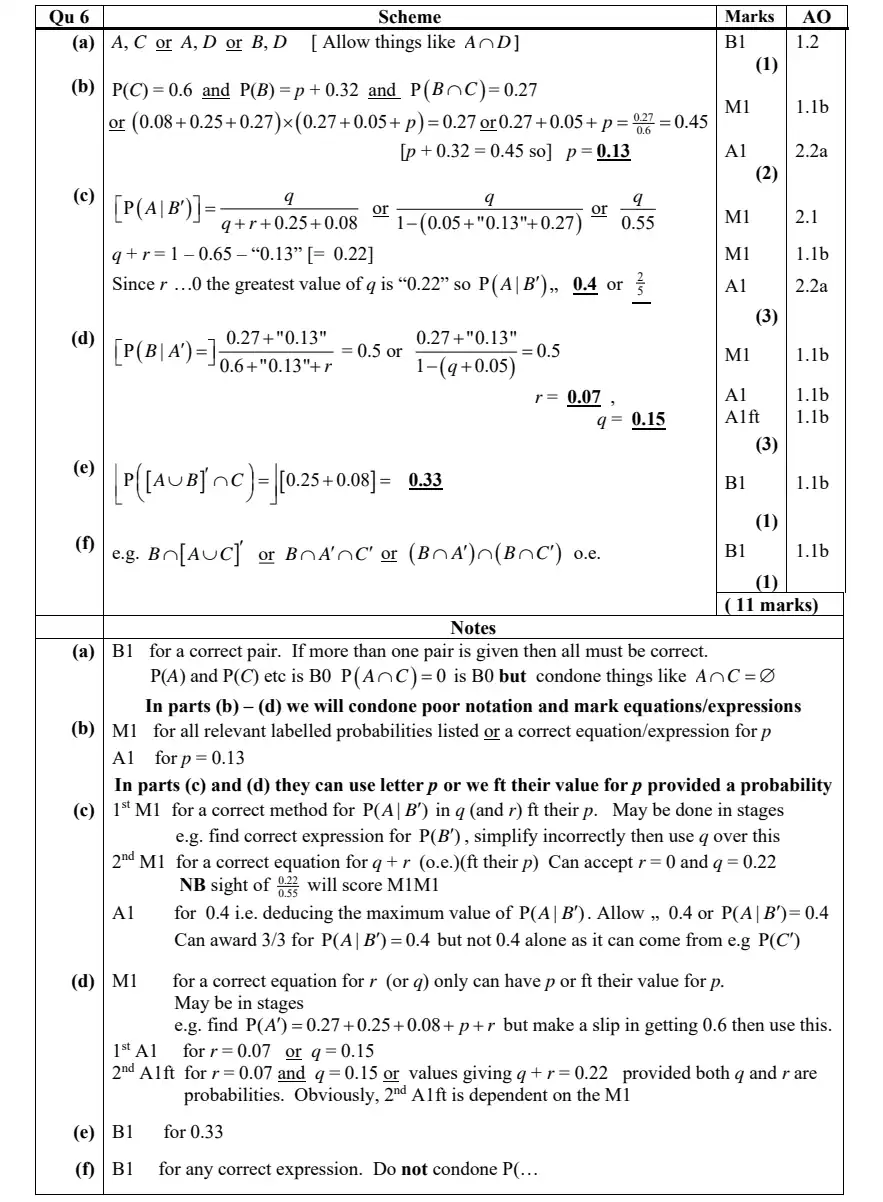 Qu 6 Scheme Marks AO
(a) A, C or A, D or B, D [ Allow things like A∩D ] B1 1.2
(1)
(b) P(C) = 0.6 and P(B) = p + 0.32 and P(B∩C) = 0.27
or (0.08+0.25+0.27)×(0.27+0.05+p) = 0.27 or 0.27+0.05+p = 0.27/0.6 = 0.45 M1 1.1b
[p + 0.32 = 0.45 so] p = 0.13 A1 2.2a
(2)
(c) [P(A|B′)] = q/(q+r+0.25+0.08) or q/(1−(0.05+"0.13"+0.27)) or q/0.55 M1 2.1
q + r = 1 – 0.65 – “0.13” [= 0.22] M1 1.1b
Since r …0 the greatest value of q is “0.22” so P(A|B′) „ 0.4 or 2/5 A1 2.2a
(3)
(d) [P(B|A′)=] (0.27+"0.13")/(0.6+"0.13"+r) = 0.5 or (0.27+"0.13")/(1−(q+0.05)) = 0.5 M1 1.1b
r = 0.07 , A1 1.1b
q = 0.15 A1ft 1.1b
(3)
(e) [P([A∪B]′∩C) =] [0.25+0.08] = 0.33 B1 1.1b
(1)
(f) e.g. B∩[A∪C]′ or B∩A′∩C′ or (B∩A′)∩(B∩C′) o.e. B1 1.1b
(1)
( 11 marks)
Notes
(a) B1 for a correct pair. If more than one pair is given then all must be correct.
P(A) and P(C) etc is B0 P(A∩C) = 0 is B0 but condone things like A∩C = ∅
In parts (b) – (d) we will condone poor notation and mark equations/expressions
(b) M1 for all relevant labelled probabilities listed or a correct equation/expression for p
A1 for p = 0.13
In parts (c) and (d) they can use letter p or we ft their value for p provided a probability
(c) 1st M1 for a correct method for P(A|B′) in q (and r) ft their p. May be done in stages
e.g. find correct expression for P(B′), simplify incorrectly then use q over this
2nd M1 for a correct equation for q + r (o.e.)(ft their p) Can accept r = 0 and q = 0.22
NB sight of 0.22/0.55 will score M1M1
A1 for 0.4 i.e. deducing the maximum value of P(A|B′). Allow „ 0.4 or P(A|B′)= 0.4
Can award 3/3 for P(A|B′) = 0.4 but not 0.4 alone as it can come from e.g P(C′)
(d) M1 for a correct equation for r (or q) only can have p or ft their value for p.
May be in stages
e.g. find P(A′) = 0.27+0.25+0.08+p+r but make a slip in getting 0.6 then use this.
1st A1 for r = 0.07 or q = 0.15
2nd A1ft for r = 0.07 and q = 0.15 or values giving q + r = 0.22 provided both q and r are
probabilities. Obviously, 2nd A1ft is dependent on the M1
(e) B1 for 0.33
(f) B1 for any correct expression. Do not condone P(…